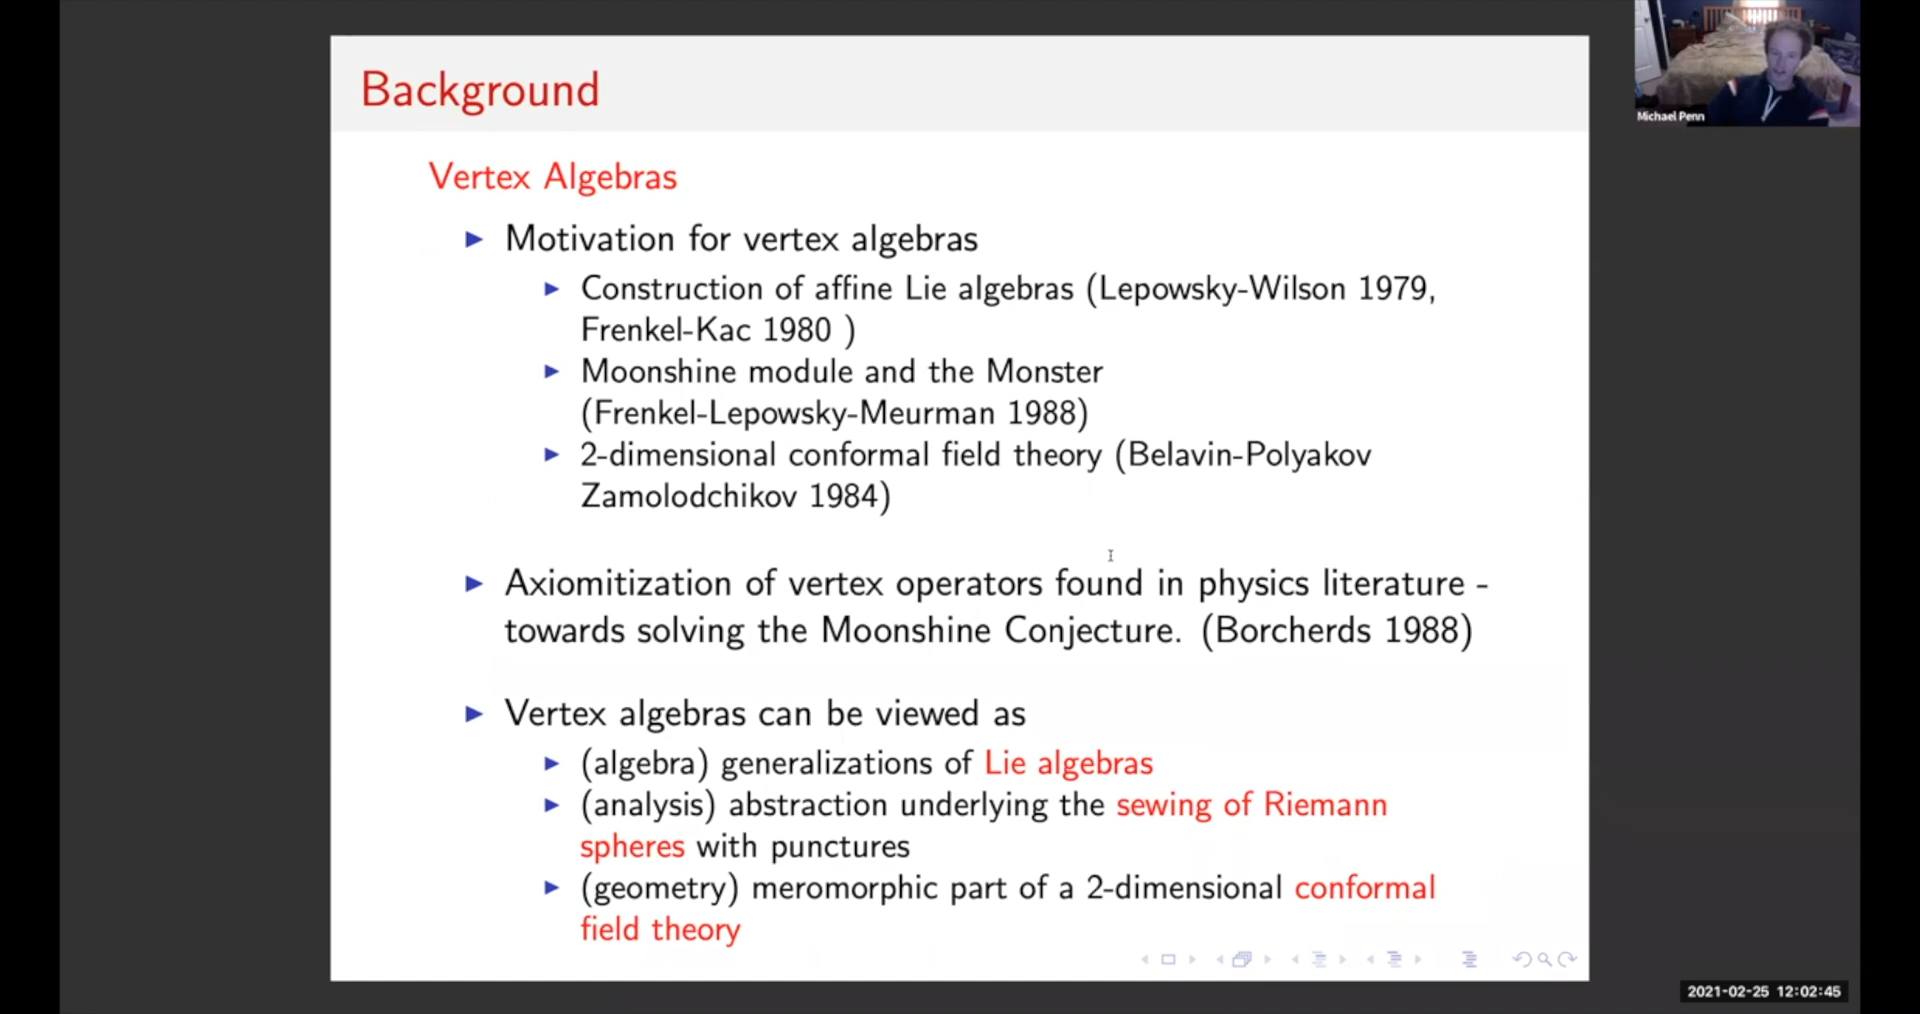 Background
Michael Penn
Vertex Algebras
Motivation for vertex algebras
Construction of affine Lie algebras (Lepowsky-Wilson 1979,
Frenkel-Kac 1980 )
Moonshine module and the Monster
(Frenkel-Lepowsky-Meurman 1988)
2-dimensional conformal field theory (Belavin-Polyakov
Zamolodchikov 1984)
Axiomitization of vertex operators found in physics literature -
towards solving the Moonshine Conjecture. (Borcherds 1988)
Vertex algebras can be viewed as
(algebra) generalizations of Lie algebras
(analysis) abstraction underlying the sewing of Riemann
spheres with punctures
(geometry) meromorphic part of a 2-dimensional conformal
field theory
2021-02-25 12:02:45